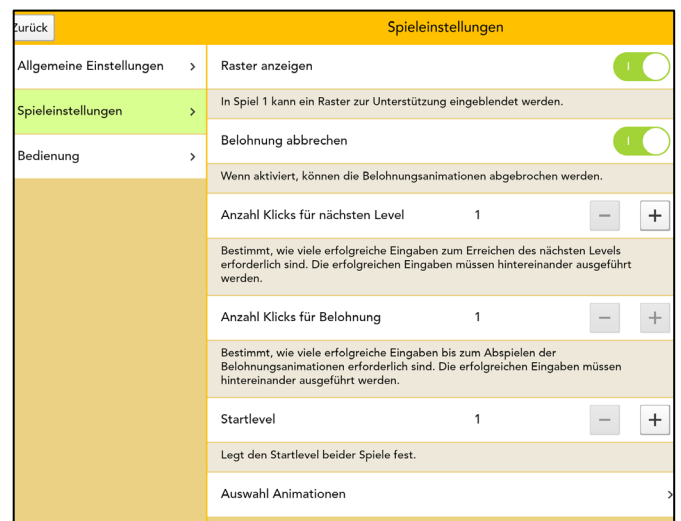 Zurück
Spieleinstellungen
Allgemeine Einstellungen
Spieleinstellungen
Bedienung
Raster anzeigen
In Spiel 1 kann ein Raster zur Unterstützung eingeblendet werden.
Belohnung abbrechen
Wenn aktiviert, können die Belohnungsanimationen abgebrochen werden.
Anzahl Klicks für nächsten Level 1 − +
Bestimmt, wie viele erfolgreiche Eingaben zum Erreichen des nächsten Levels
erforderlich sind. Die erfolgreichen Eingaben müssen hintereinander ausgeführt
werden.
Anzahl Klicks für Belohnung 1 − +
Bestimmt, wie viele erfolgreiche Eingaben bis zum Abspielen der
Belohnungsanimationen erforderlich sind. Die erfolgreichen Eingaben müssen
hintereinander ausgeführt werden.
Startlevel 1 − +
Legt den Startlevel beider Spiele fest.
Auswahl Animationen